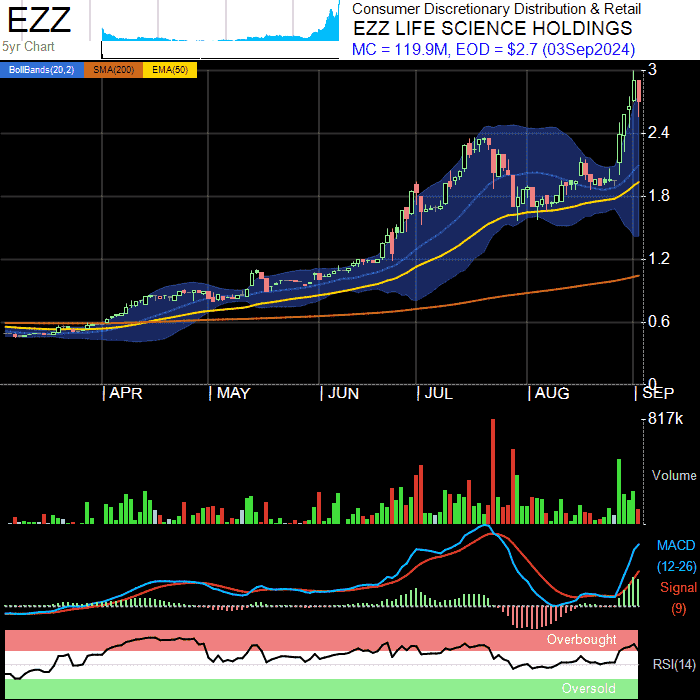 EZZ
5yr Chart
Consumer Discretionary Distribution & Retail
EZZ LIFE SCIENCE HOLDINGS
MC = 119.9M, EOD = $2.7 (03Sep2024)
BollBands(20,2) SMA(200) EMA(50)
3
2.4
1.8
1.2
0.6
0
APR MAY JUN JUL AUG SEP
817k
Volume
MACD
(12-26)
Signal
(9)
Overbought
RSI(14)
Oversold